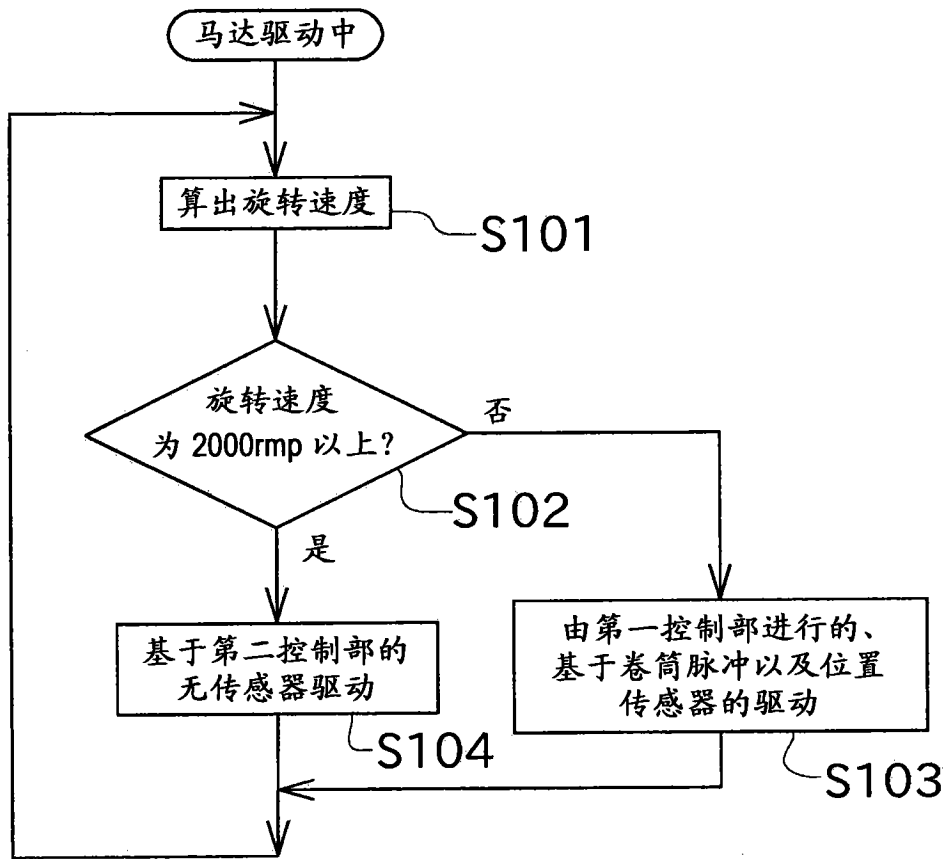 马达驱动中
算出旋转速度
S101
旋转速度
为 2000rmp 以上?
否
S102
是
基于第二控制部的
无传感器驱动
S104
由第一控制部进行的、
基于卷筒脉冲以及位置
传感器的驱动
S103